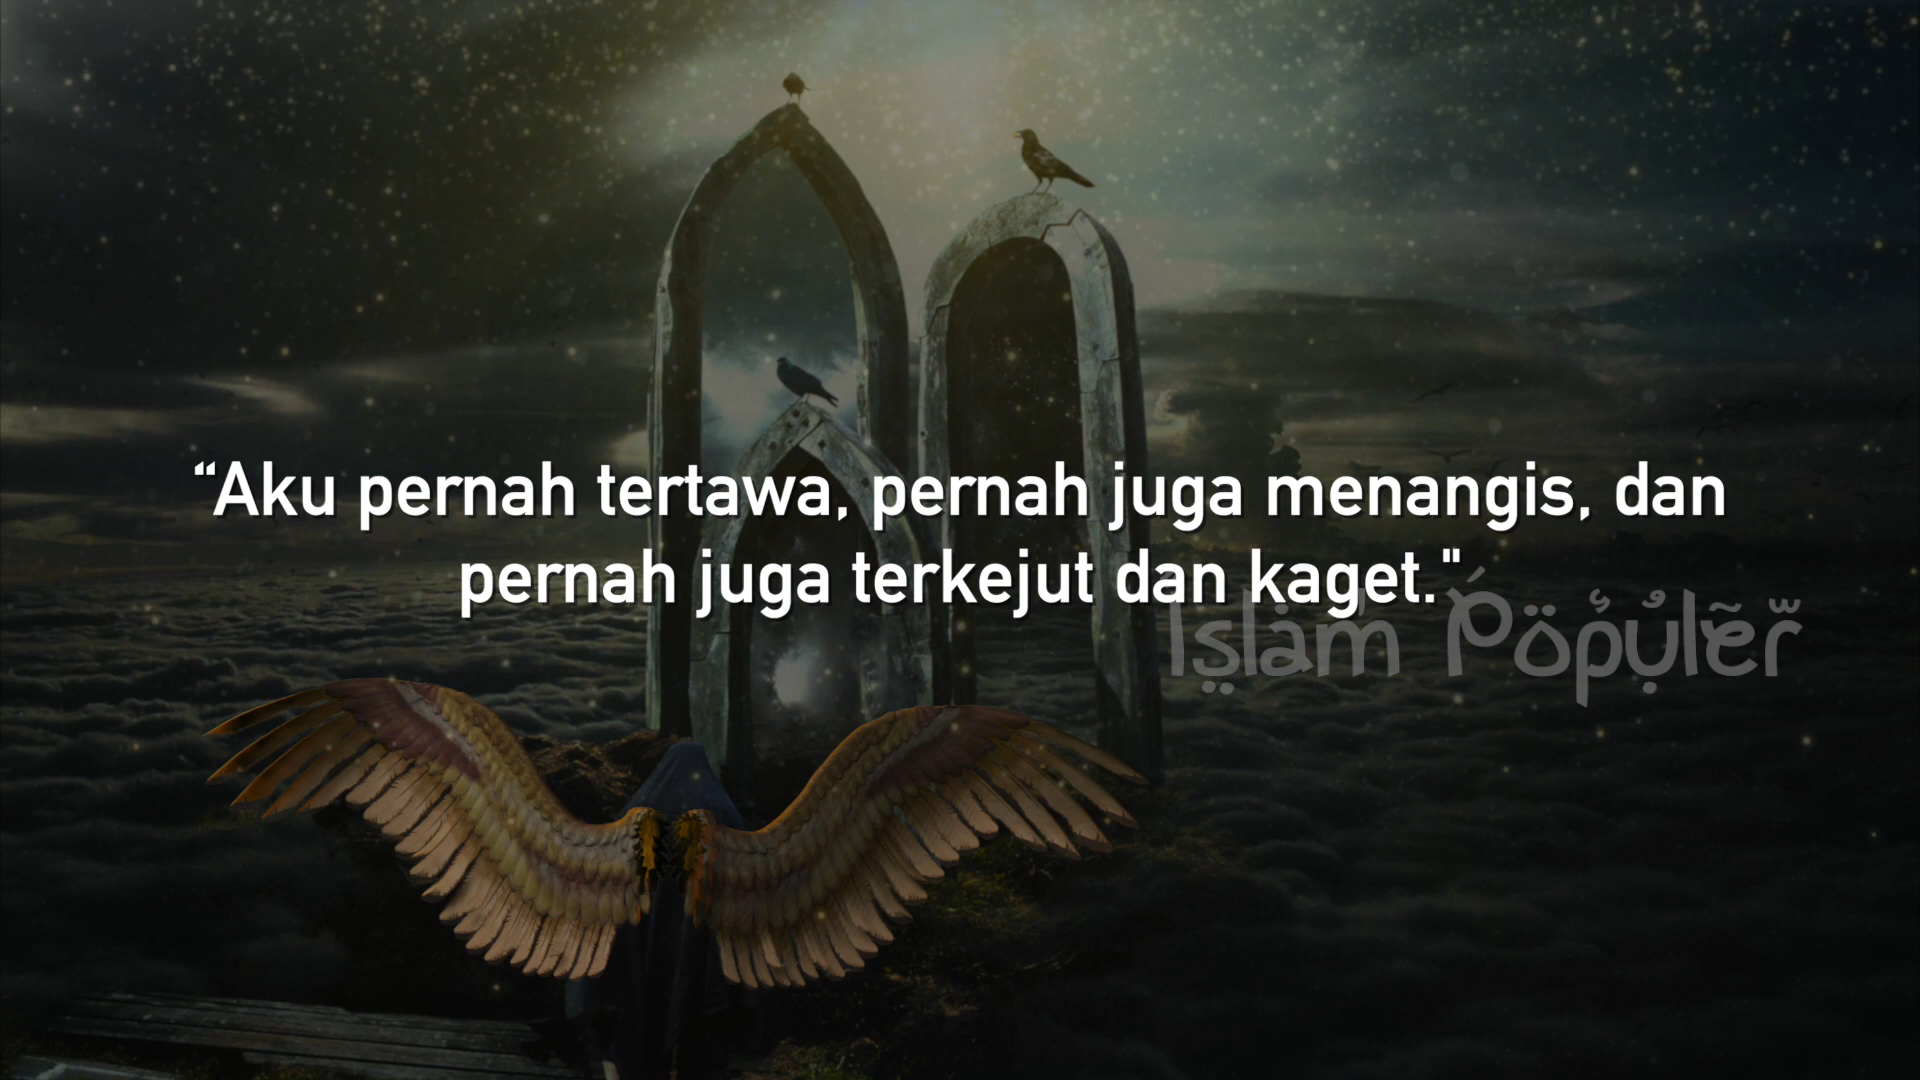 “Aku pernah tertawa, pernah juga menangis, dan
pernah juga terkejut dan kaget."
Islam Populer